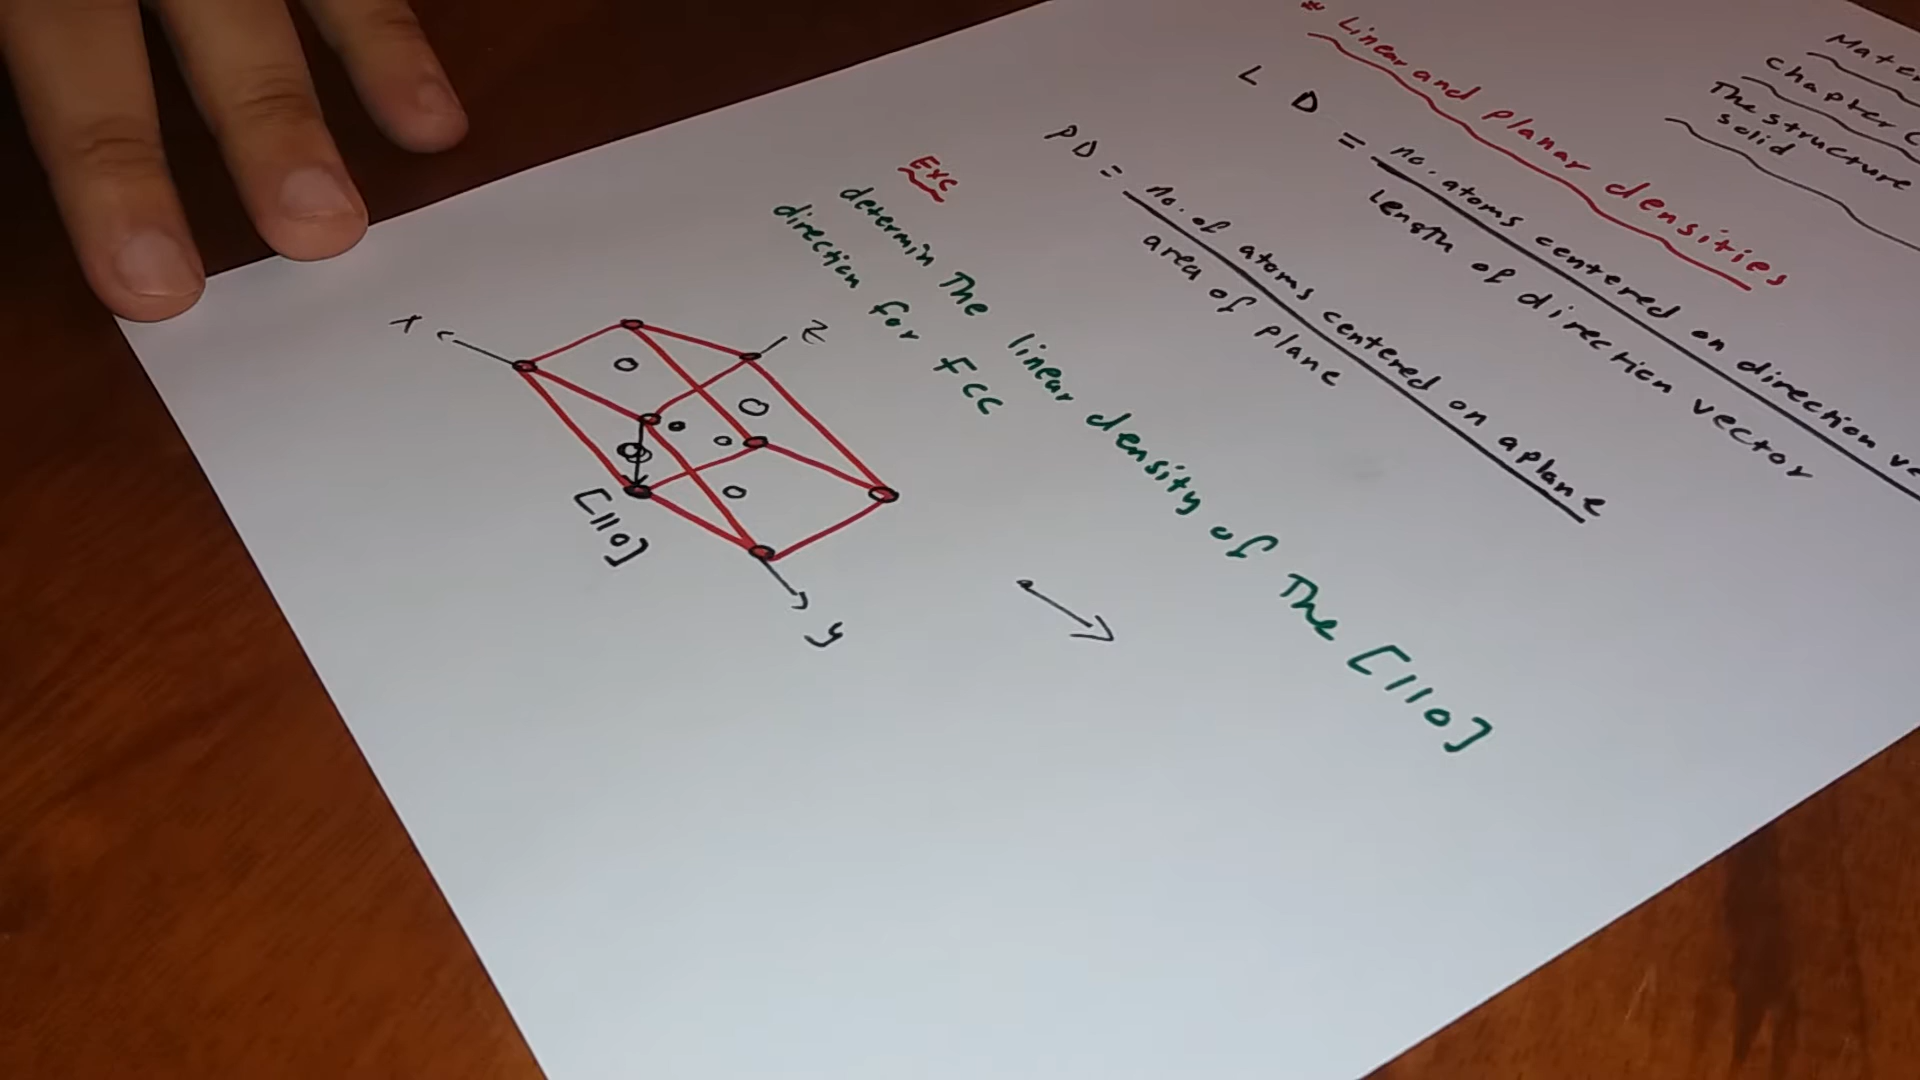 Chapter
The structure
solid
* Linear and planar densities
L D = no. atoms centered on direction
Length of direction vector
PD = no. of atoms centered on a plane
area of plane
Exc
determin The linear density of The [110]
direction for FCC
x
z
[110]
y